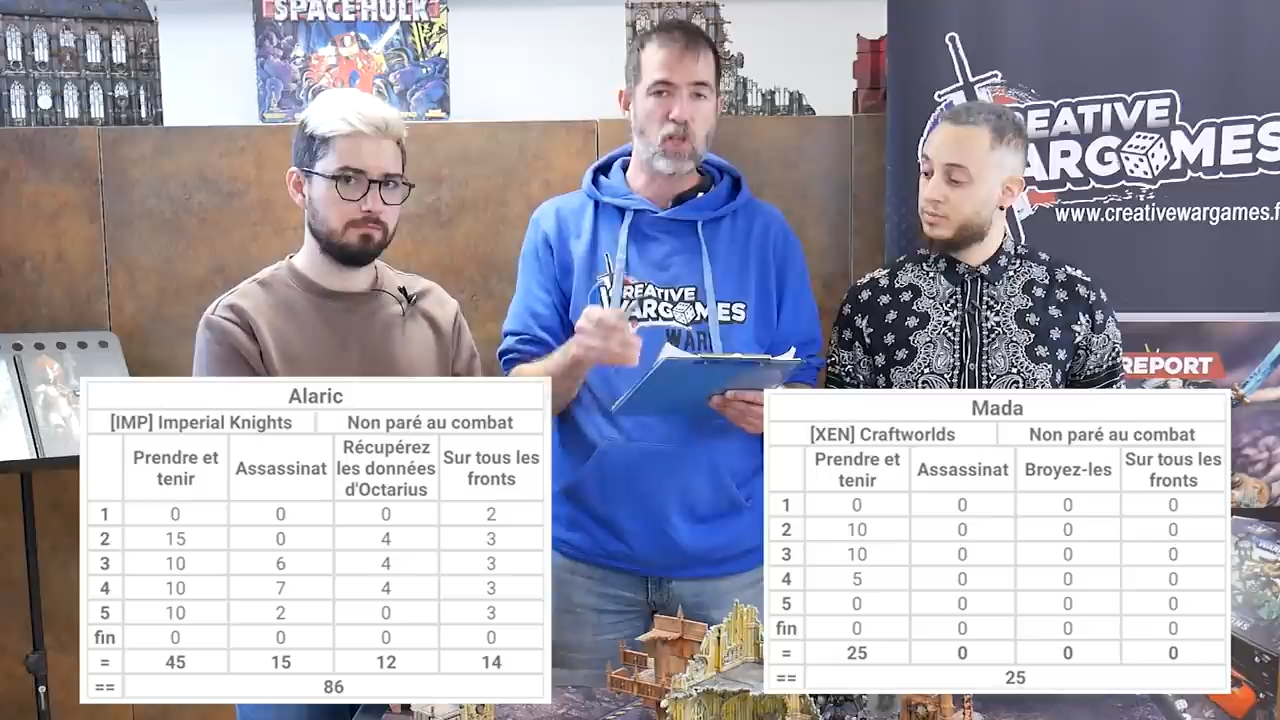 SPACEHULK
CREATIVE
WARGAMES
www.creativewargames.f
CREATIVE
WARGAMES
WAR
REPORT
Alaric
[IMP] Imperial Knights Non paré au combat
Prendre et tenir Assassinat Récupérez les données d'Octarius Sur tous les fronts
1 0 0 0 2
2 15 0 4 3
3 10 6 4 3
4 10 7 4 3
5 10 2 0 3
fin 0 0 0 0
= 45 15 12 14
== 86
Mada
[XEN] Craftworlds Non paré au combat
Prendre et tenir Assassinat Broyez-les Sur tous les fronts
1 0 0 0 0
2 10 0 0 0
3 10 0 0 0
4 5 0 0 0
5 0 0 0 0
fin 0 0 0 0
= 25 0 0 0
== 25